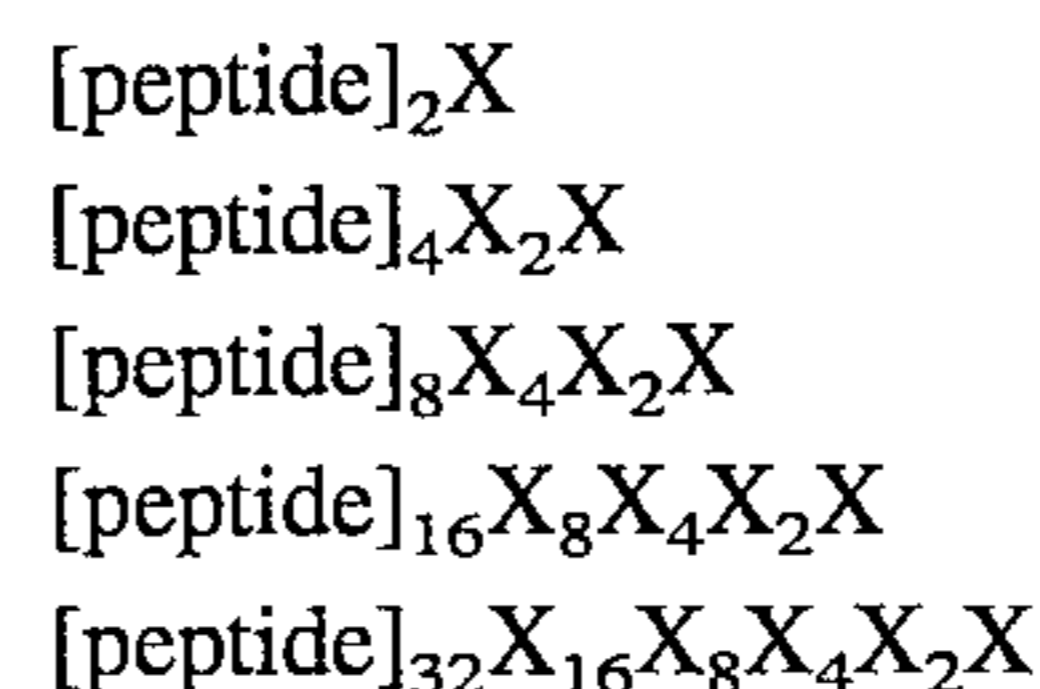 [peptide]₂X
[peptide]₄X₂X
[peptide]₈X₄X₂X
[peptide]₁₆X₈X₄X₂X
[peptide]₃₂X₁₆X₈X₄X₂X